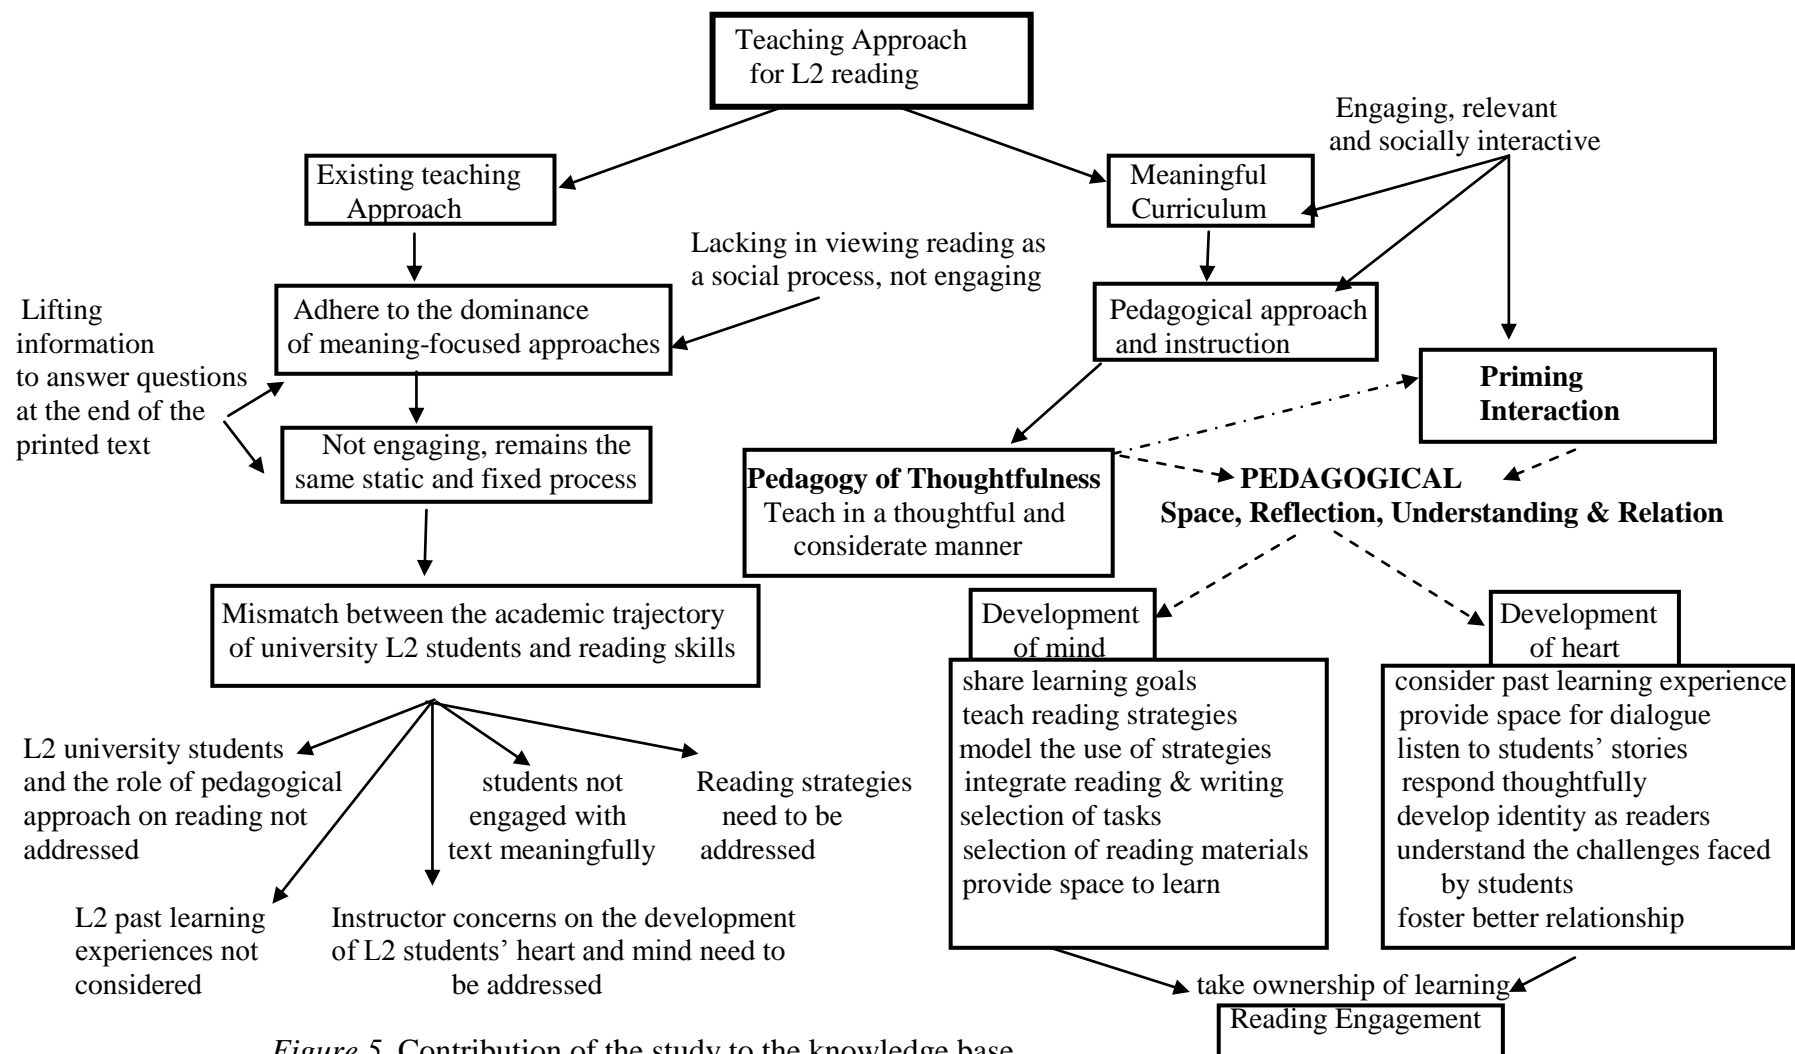 Teaching Approach
for L2 reading
Engaging, relevant
and socially interactive
Existing teaching
Approach
Meaningful
Curriculum
Lacking in viewing reading as
a social process, not engaging
Lifting
information
to answer questions
at the end of the
printed text
Adhere to the dominance
of meaning-focused approaches
Pedagogical approach
and instruction
Priming
Interaction
Not engaging, remains the
same static and fixed process
Pedagogy of Thoughtfulness
Teach in a thoughtful and
considerate manner
PEDAGOGICAL
Space, Reflection, Understanding & Relation
Mismatch between the academic trajectory
of university L2 students and reading skills
Development
of mind
share learning goals
teach reading strategies
model the use of strategies
integrate reading & writing
selection of tasks
selection of reading materials
provide space to learn
Development
of heart
consider past learning experience
provide space for dialogue
listen to students’ stories
respond thoughtfully
develop identity as readers
understand the challenges faced
by students
foster better relationship
L2 university students
and the role of pedagogical
approach on reading not
addressed
students not
engaged with
text meaningfully
Reading strategies
need to be
addressed
L2 past learning
experiences not
considered
Instructor concerns on the development
of L2 students’ heart and mind need to
be addressed
take ownership of learning
Reading Engagement
Figure 5. Contribution of the study to the knowledge base